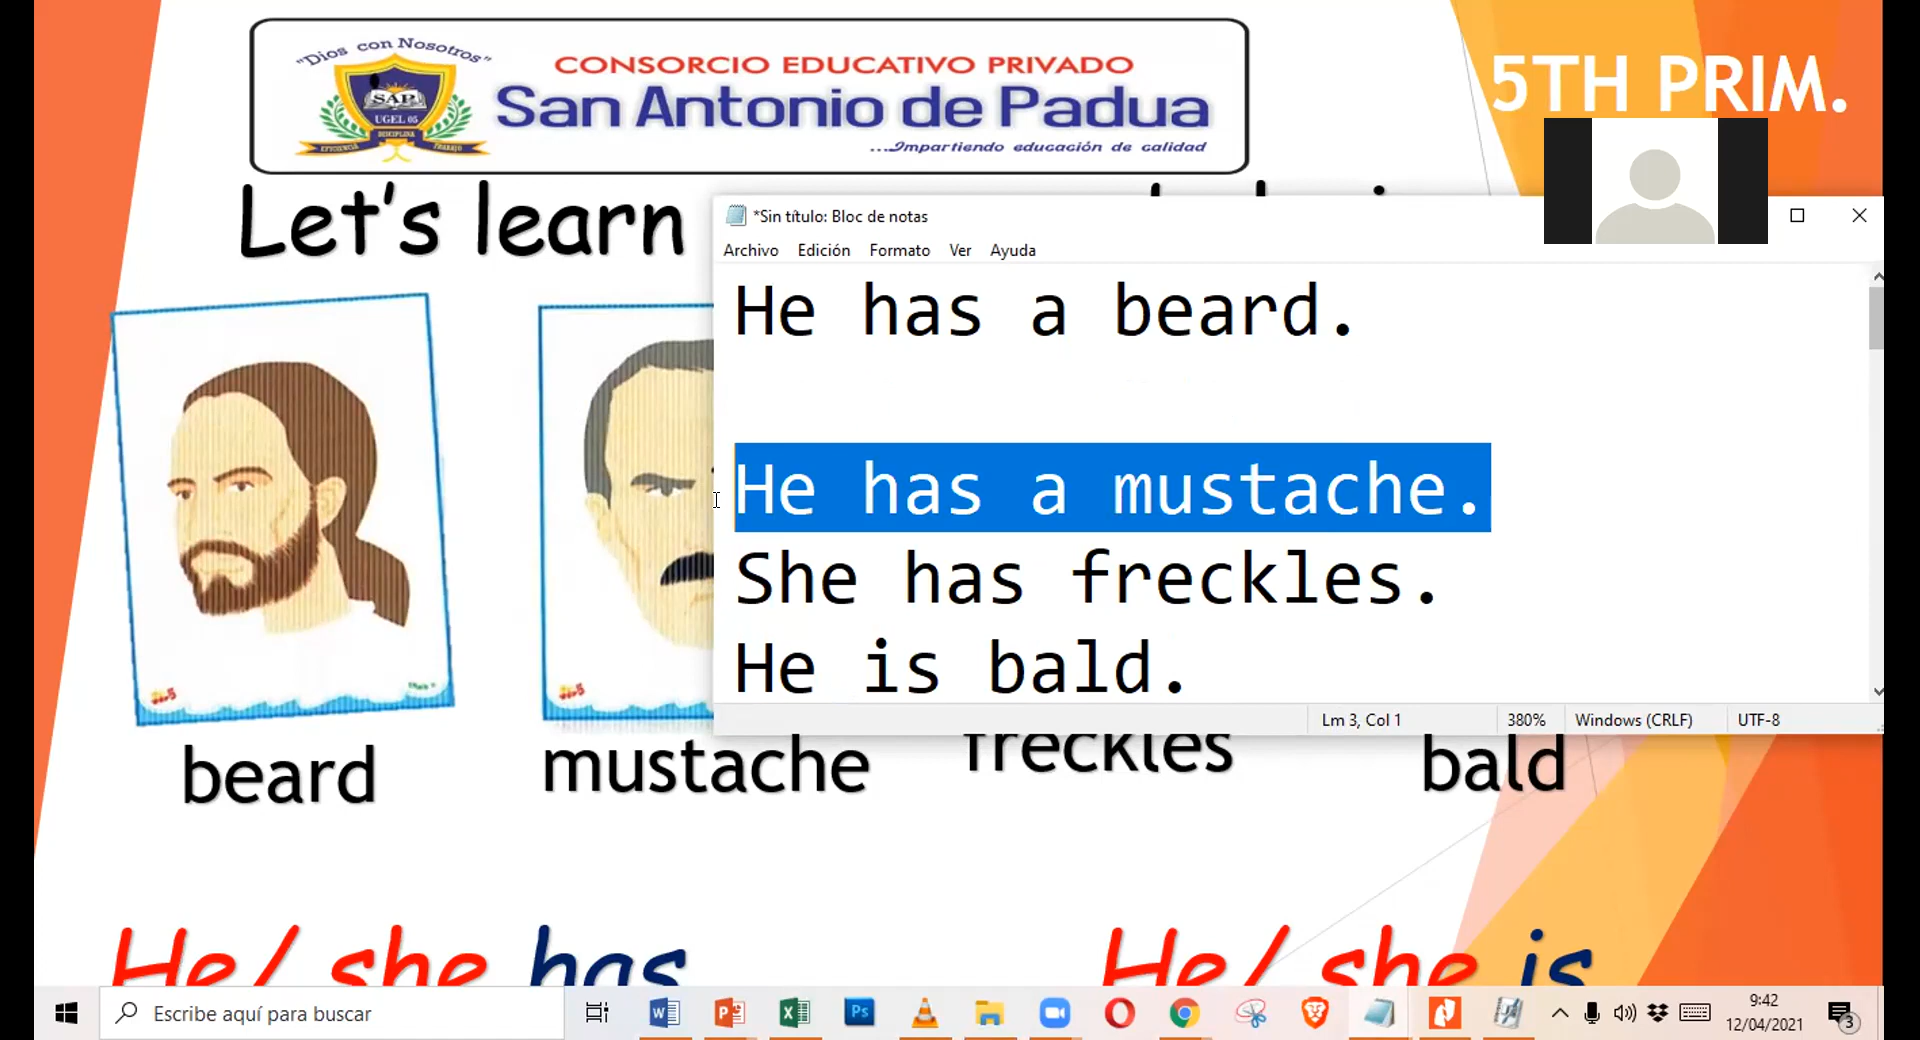 "Dios con Nosotros"
SAP
UGEL 05
DISCIPLINA
EFICIENCIA
TRABAJO
CONSORCIO EDUCATIVO PRIVADO
San Antonio de Padua
...Impartiendo educación de calidad
5TH PRIM.
Let's learn
*Sin título: Bloc de notas
Archivo Edición Formato Ver Ayuda
He has a beard.
He has a mustache.
She has freckles.
He is bald.
Lm 3, Col 1 380% Windows (CRLF) UTF-8
beard mustache freckles bald
He/ she has He/ she is
Escribe aquí para buscar
9:42
12/04/2021
3